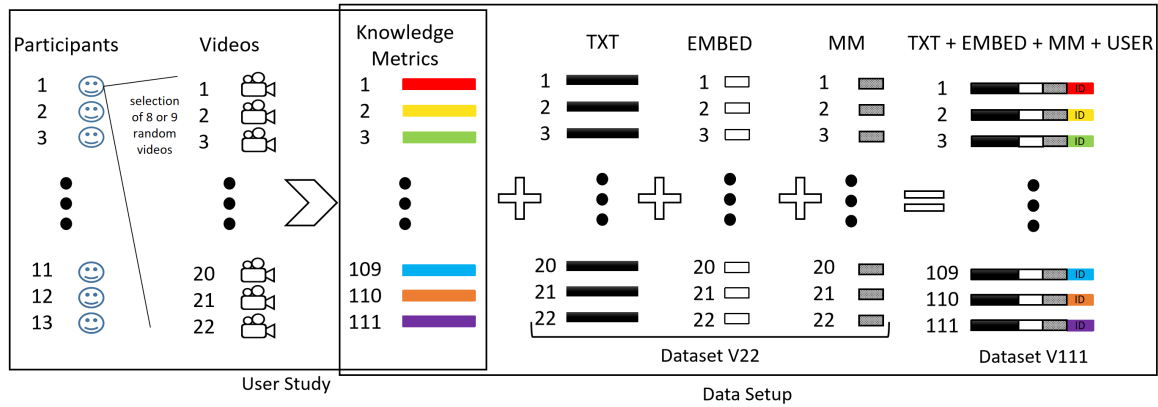 Participants
1
2
3
11
12
13
selection
of 8 or 9
random
videos
Videos
1
2
3
20
21
22
User Study
Knowledge
Metrics
1
2
3
109
110
111
TXT
1
2
3
20
21
22
EMBED
1
2
3
20
21
22
MM
1
2
3
20
21
22
Dataset V22
TXT + EMBED + MM + USER
1 ID
2 ID
3 ID
109 ID
110 ID
111 ID
Dataset V111
Data Setup